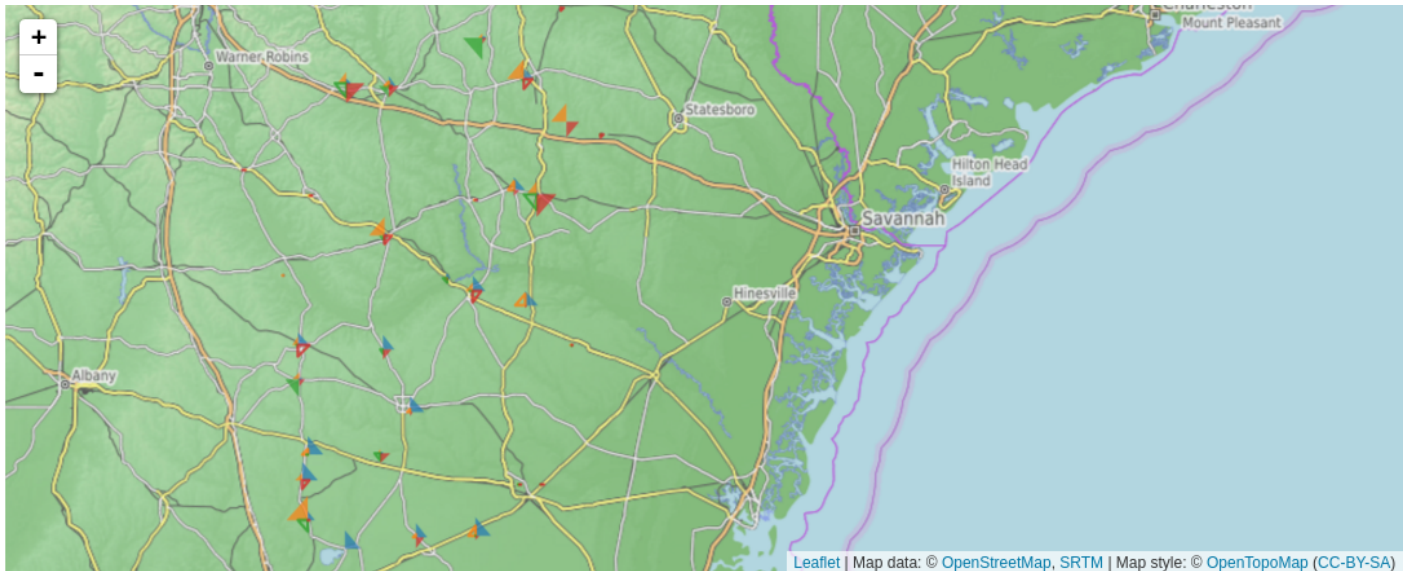 Charleston
Mount Pleasant
+
-
Warner Robins
Statesboro
Hilton Head
Island
Savannah
Hinesville
Albany
Leaflet | Map data: © OpenStreetMap, SRTM | Map style: © OpenTopoMap (CC-BY-SA)